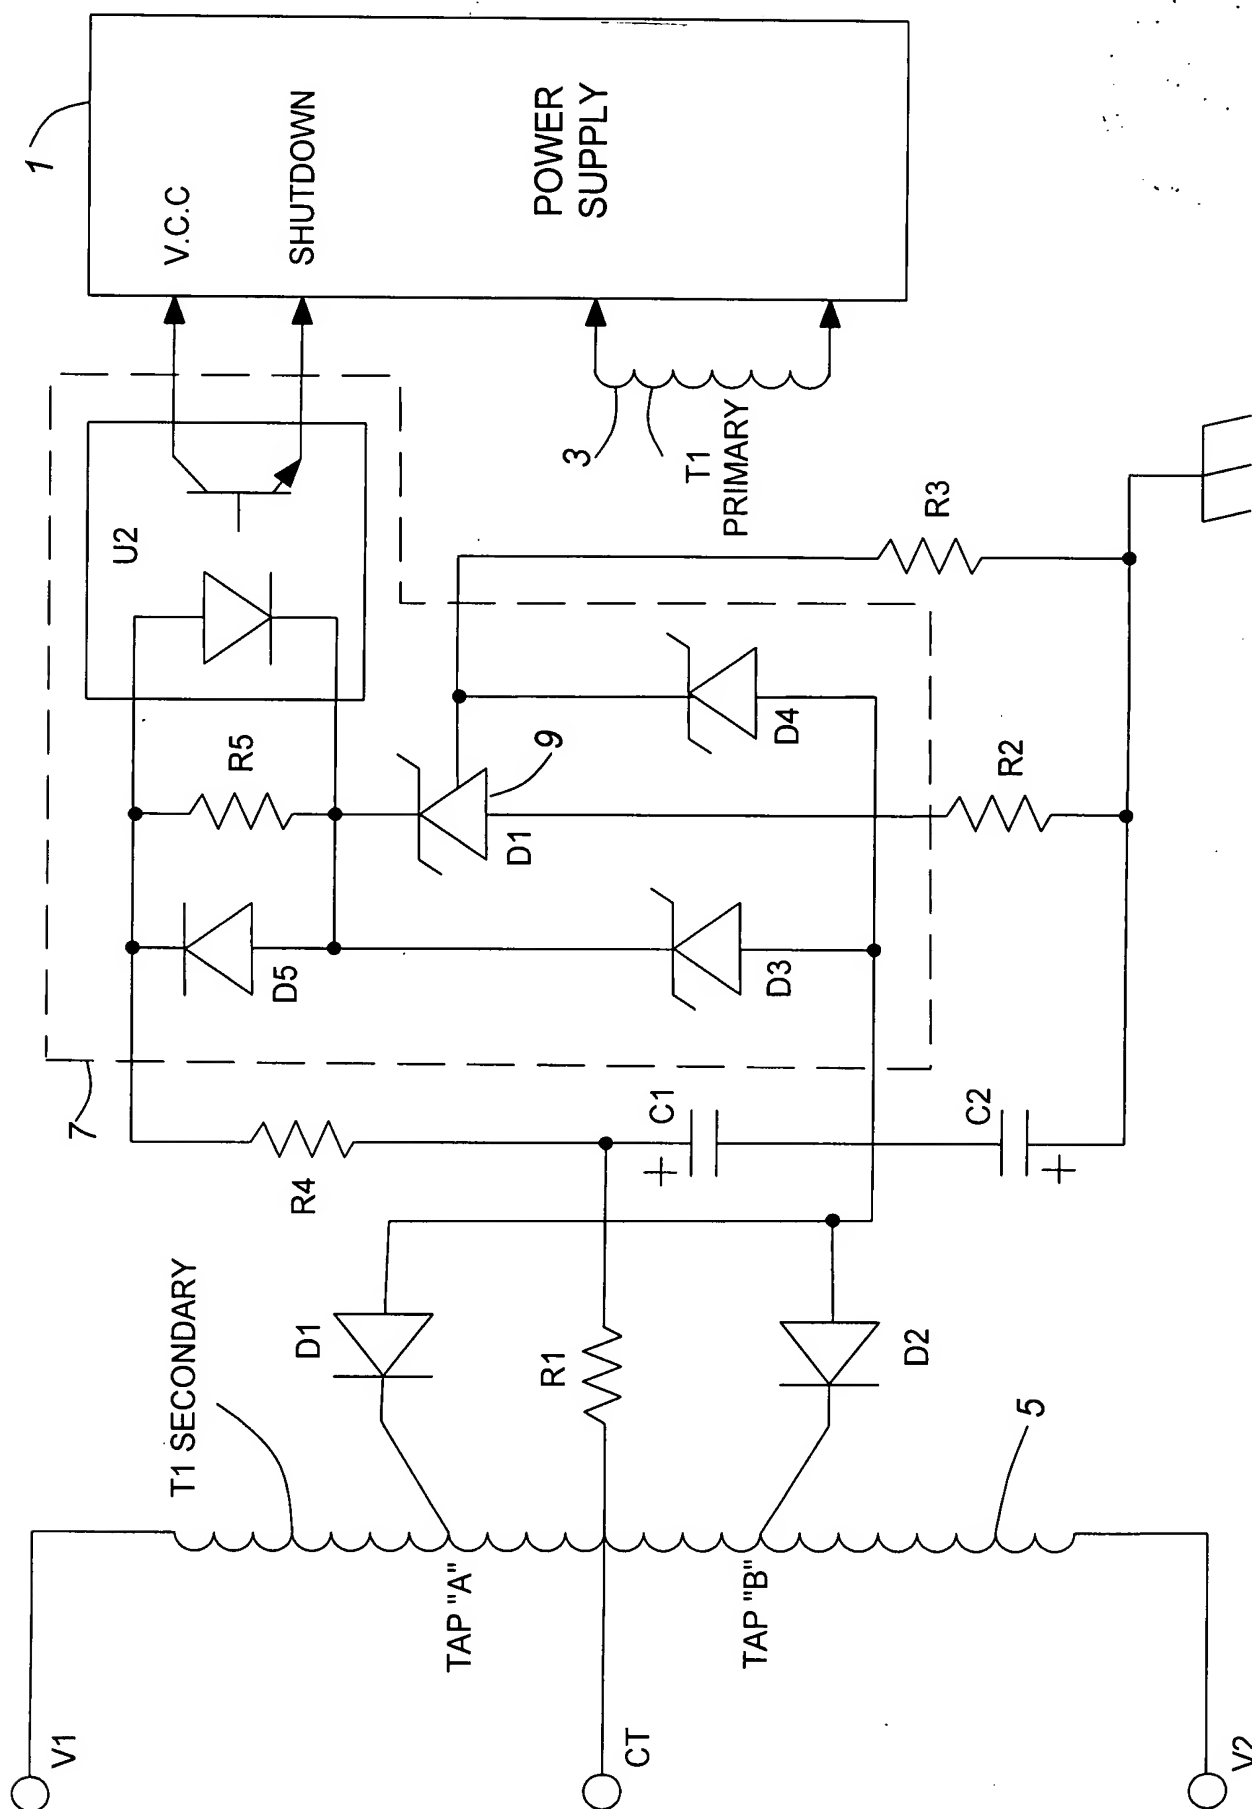 1
V.C.C
SHUTDOWN
POWER
SUPPLY
U2
3
T1
PRIMARY
R3
R5
9
D1
D4
R2
D5
D3
7
R4
C1
+
C2
+
T1 SECONDARY
D1
R1
D2
5
TAP "A"
TAP "B"
V1
CT
V2